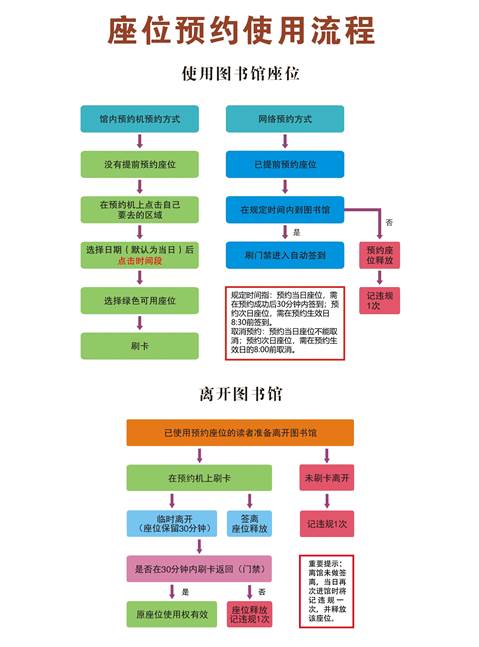 座位预约使用流程
使用图书馆座位
馆内预约机预约方式
没有提前预约座位
在预约机上点击自己
要去的区域
选择日期（默认为当日）后
点击时间段
选择绿色可用座位
刷卡
网络预约方式
已提前预约座位
在规定时间内到图书馆
是
否
刷门禁进入自动签到
预约座
位释放
记违规
1次
规定时间指：预约当日座位，需
在预约成功后30分钟内签到；预
约次日座位，需在预约生效日
8:30前签到。
取消预约：预约当日座位不能取
消；预约次日座位，需在预约生
效日的8:00前取消。
离开图书馆
已使用预约座位的读者准备离开图书馆
在预约机上刷卡
未刷卡离开
临时离开
（座位保留30分钟）
签离
座位释放
记违规1次
是否在30分钟内刷卡返回（门禁）
是
否
原座位使用权有效
座位释放
记违规1次
重要提示：
离馆未做签
离，当日再
次进馆时将
记违规一
次，并释放
该座位。